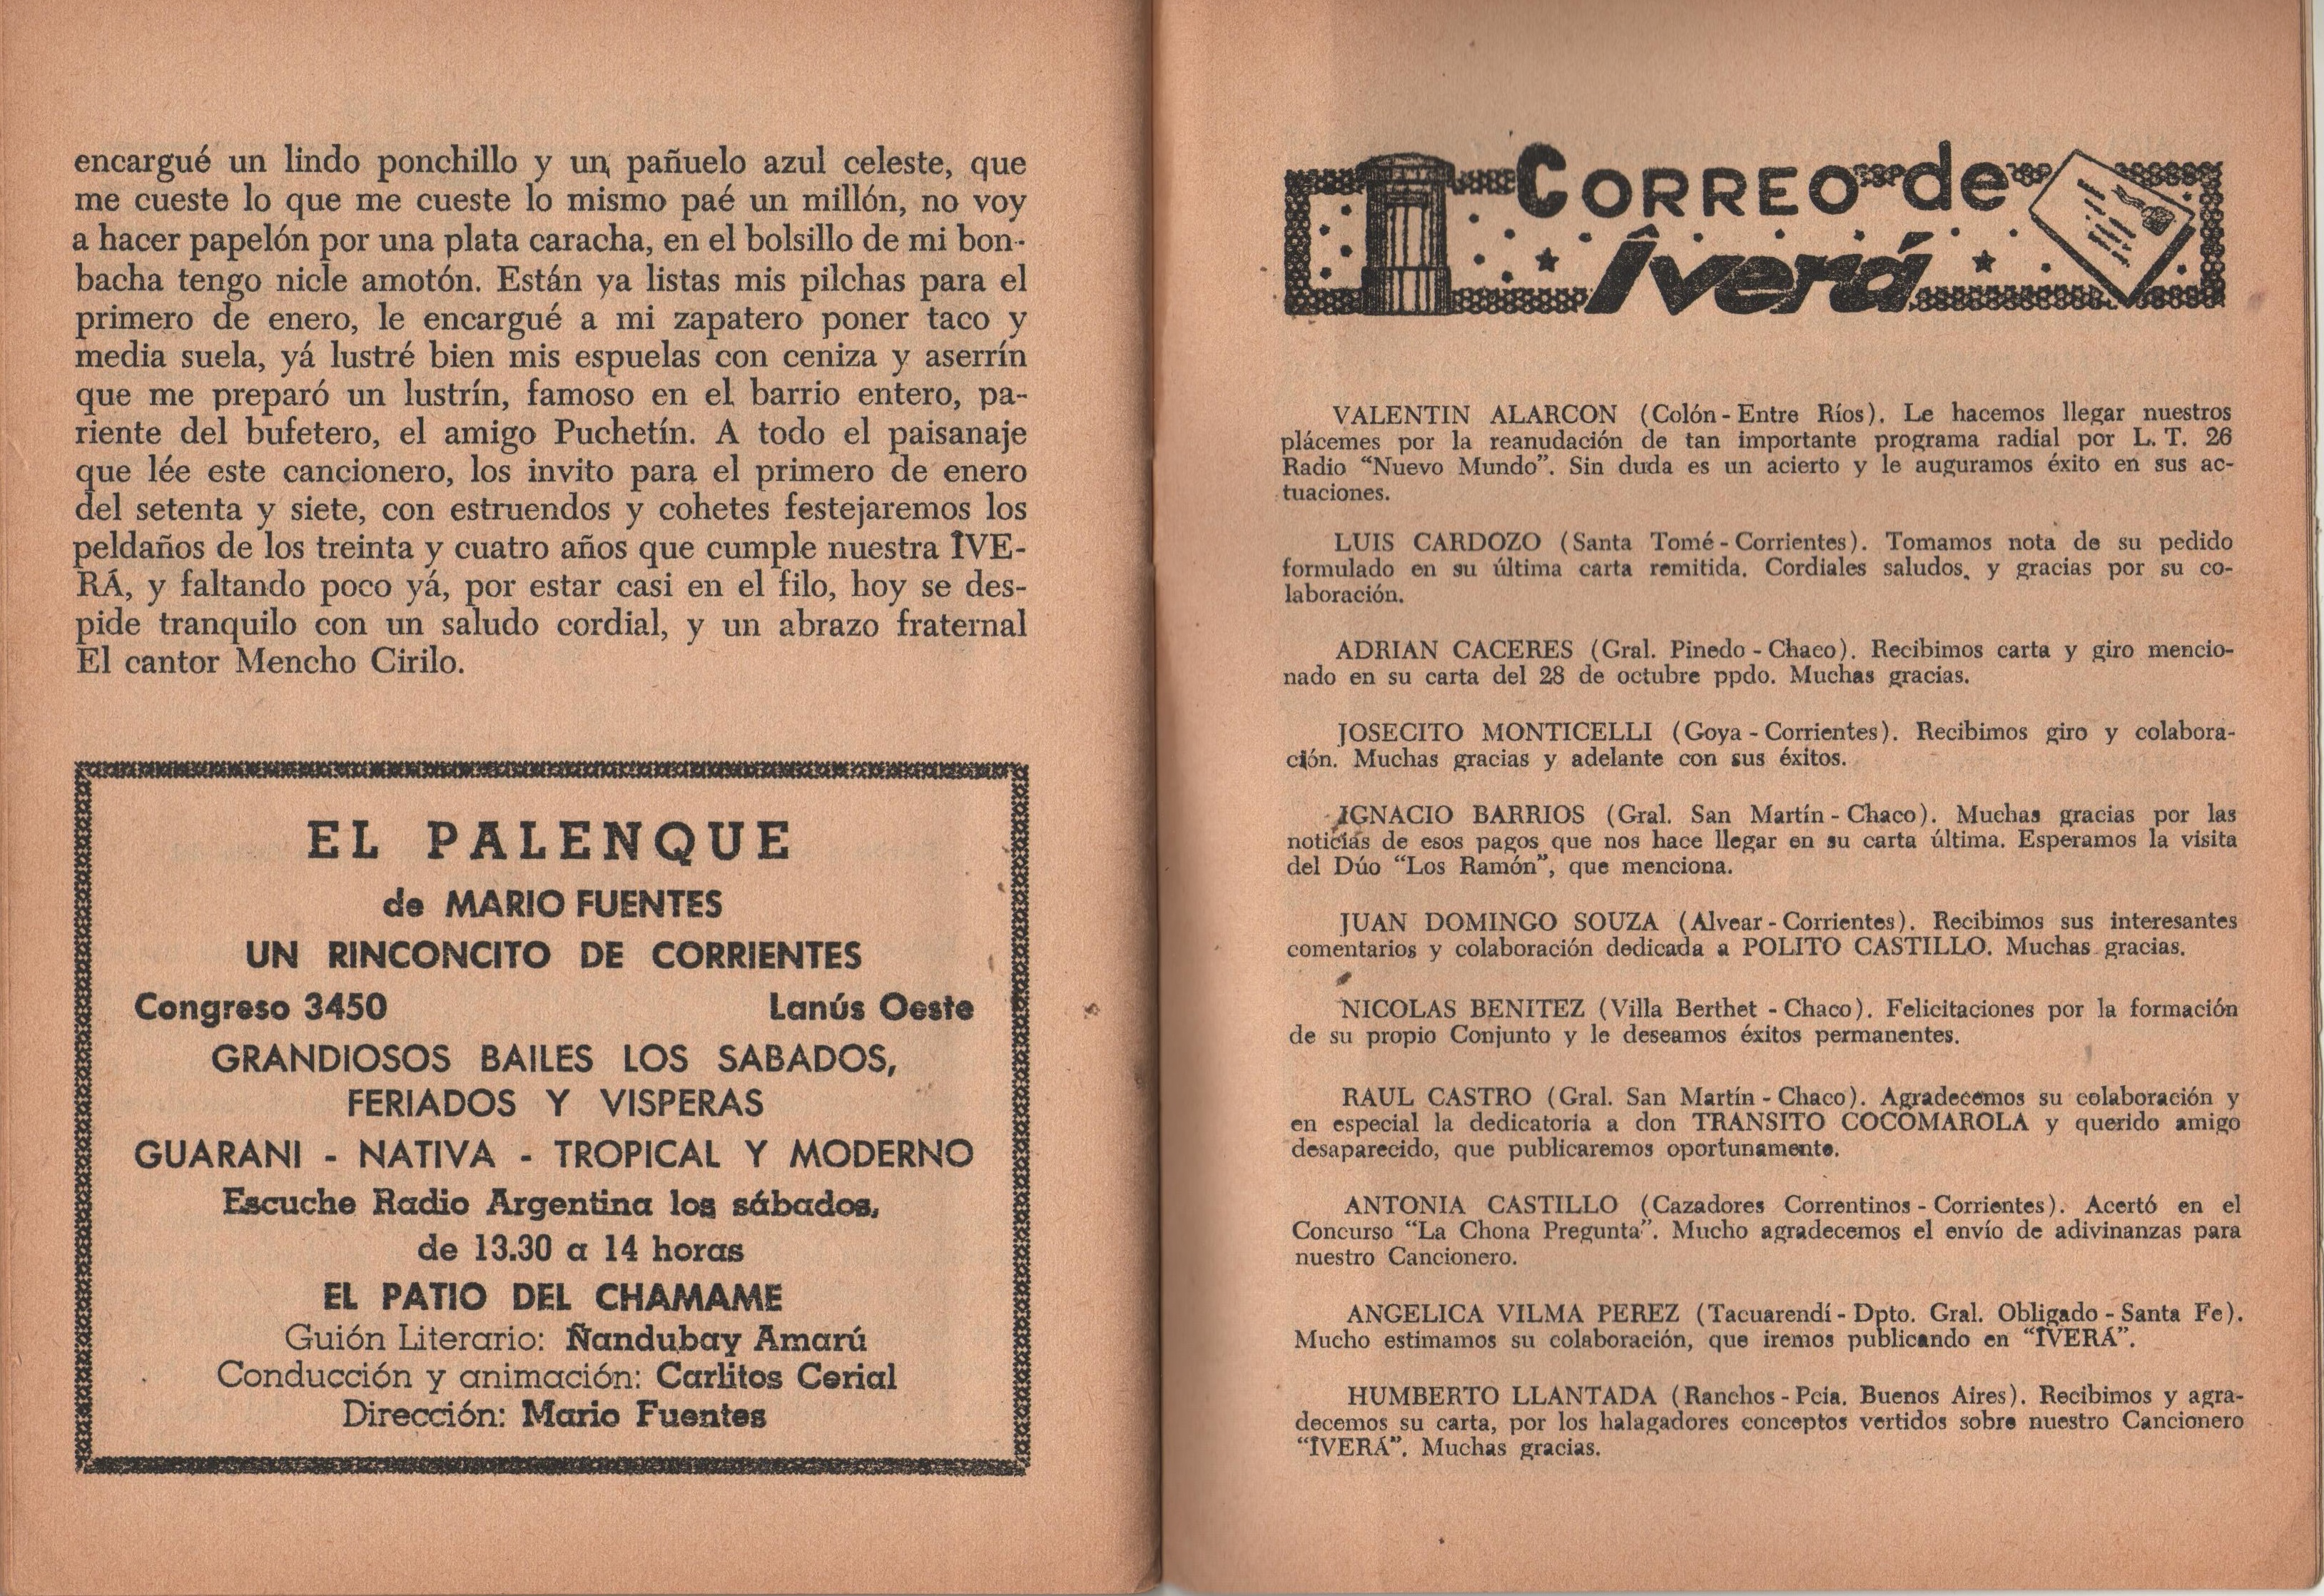 encargué un lindo ponchillo y un pañuelo azul celeste, que
me cueste lo que me cueste lo mismo paé un millón, no voy
a hacer papelón por una plata caracha, en el bolsillo de mi bon-
bacha tengo nicle amotón. Están ya listas mis pilchas para el
primero de enero, le encargué a mi zapatero poner taco y
media suela, yá lustré bien mis espuelas con ceniza y aserrín
que me preparó un lustrín, famoso en el barrio entero, pa-
riente del bufetero, el amigo Puchetín. A todo el paisanaje
que lée este cancionero, los invito para el primero de enero
del setenta y siete, con estruendos y cohetes festejaremos los
peldaños de los treinta y cuatro años que cumple nuestra ÎVE-
RÁ, y faltando poco yá, por estar casi en el filo, hoy se des-
pide tranquilo con un saludo cordial, y un abrazo fraternal
El cantor Mencho Cirilo.
EL PALENQUE
de MARIO FUENTES
UN RINCONCITO DE CORRIENTES
Congreso 3450 Lanús Oeste
GRANDIOSOS BAILES LOS SABADOS,
FERIADOS Y VISPERAS
GUARANI - NATIVA - TROPICAL Y MODERNO
Escuche Radio Argentina los sábados,
de 13.30 a 14 horas
EL PATIO DEL CHAMAME
Guión Literario: Ñandubay Amarú
Conducción y animación: Carlitos Cerial
Dirección: Mario Fuentes
CORREO de
Îverá
VALENTIN ALARCON (Colón - Entre Ríos). Le hacemos llegar nuestros
plácemes por la reanudación de tan importante programa radial por L. T. 26
Radio “Nuevo Mundo”. Sin duda es un acierto y le auguramos éxito en sus ac-
tuaciones.
LUIS CARDOZO (Santa Tomé - Corrientes). Tomamos nota de su pedido
formulado en su última carta remitida. Cordiales saludos, y gracias por su co-
laboración.
ADRIAN CACERES (Gral. Pinedo - Chaco). Recibimos carta y giro mencio-
nado en su carta del 28 de octubre ppdo. Muchas gracias.
JOSECITO MONTICELLI (Goya - Corrientes). Recibimos giro y colabora-
ción. Muchas gracias y adelante con sus éxitos.
IGNACIO BARRIOS (Gral. San Martín - Chaco). Muchas gracias por las
noticias de esos pagos que nos hace llegar en su carta última. Esperamos la visita
del Dúo “Los Ramón”, que menciona.
JUAN DOMINGO SOUZA (Alvear - Corrientes). Recibimos sus interesantes
comentarios y colaboración dedicada a POLITO CASTILLO. Muchas gracias.
NICOLAS BENITEZ (Villa Berthet - Chaco). Felicitaciones por la formación
de su propio Conjunto y le deseamos éxitos permanentes.
RAUL CASTRO (Gral. San Martín - Chaco). Agradecemos su colaboración y
en especial la dedicatoria a don TRANSITO COCOMAROLA y querido amigo
desaparecido, que publicaremos oportunamente.
ANTONIA CASTILLO (Cazadores Correntinos - Corrientes). Acertó en el
Concurso “La Chona Pregunta”. Mucho agradecemos el envío de adivinanzas para
nuestro Cancionero.
ANGELICA VILMA PEREZ (Tacuarendí - Dpto. Gral. Obligado - Santa Fe).
Mucho estimamos su colaboración, que iremos publicando en “ÎVERÁ”.
HUMBERTO LLANTADA (Ranchos - Pcia. Buenos Aires). Recibimos y agra-
decemos su carta, por los halagadores conceptos vertidos sobre nuestro Cancionero
“ÎVERÁ”. Muchas gracias.